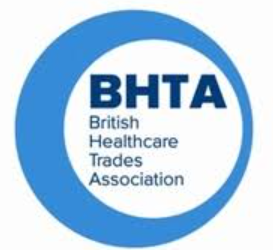 BHTA
British
Healthcare
Trades
Association